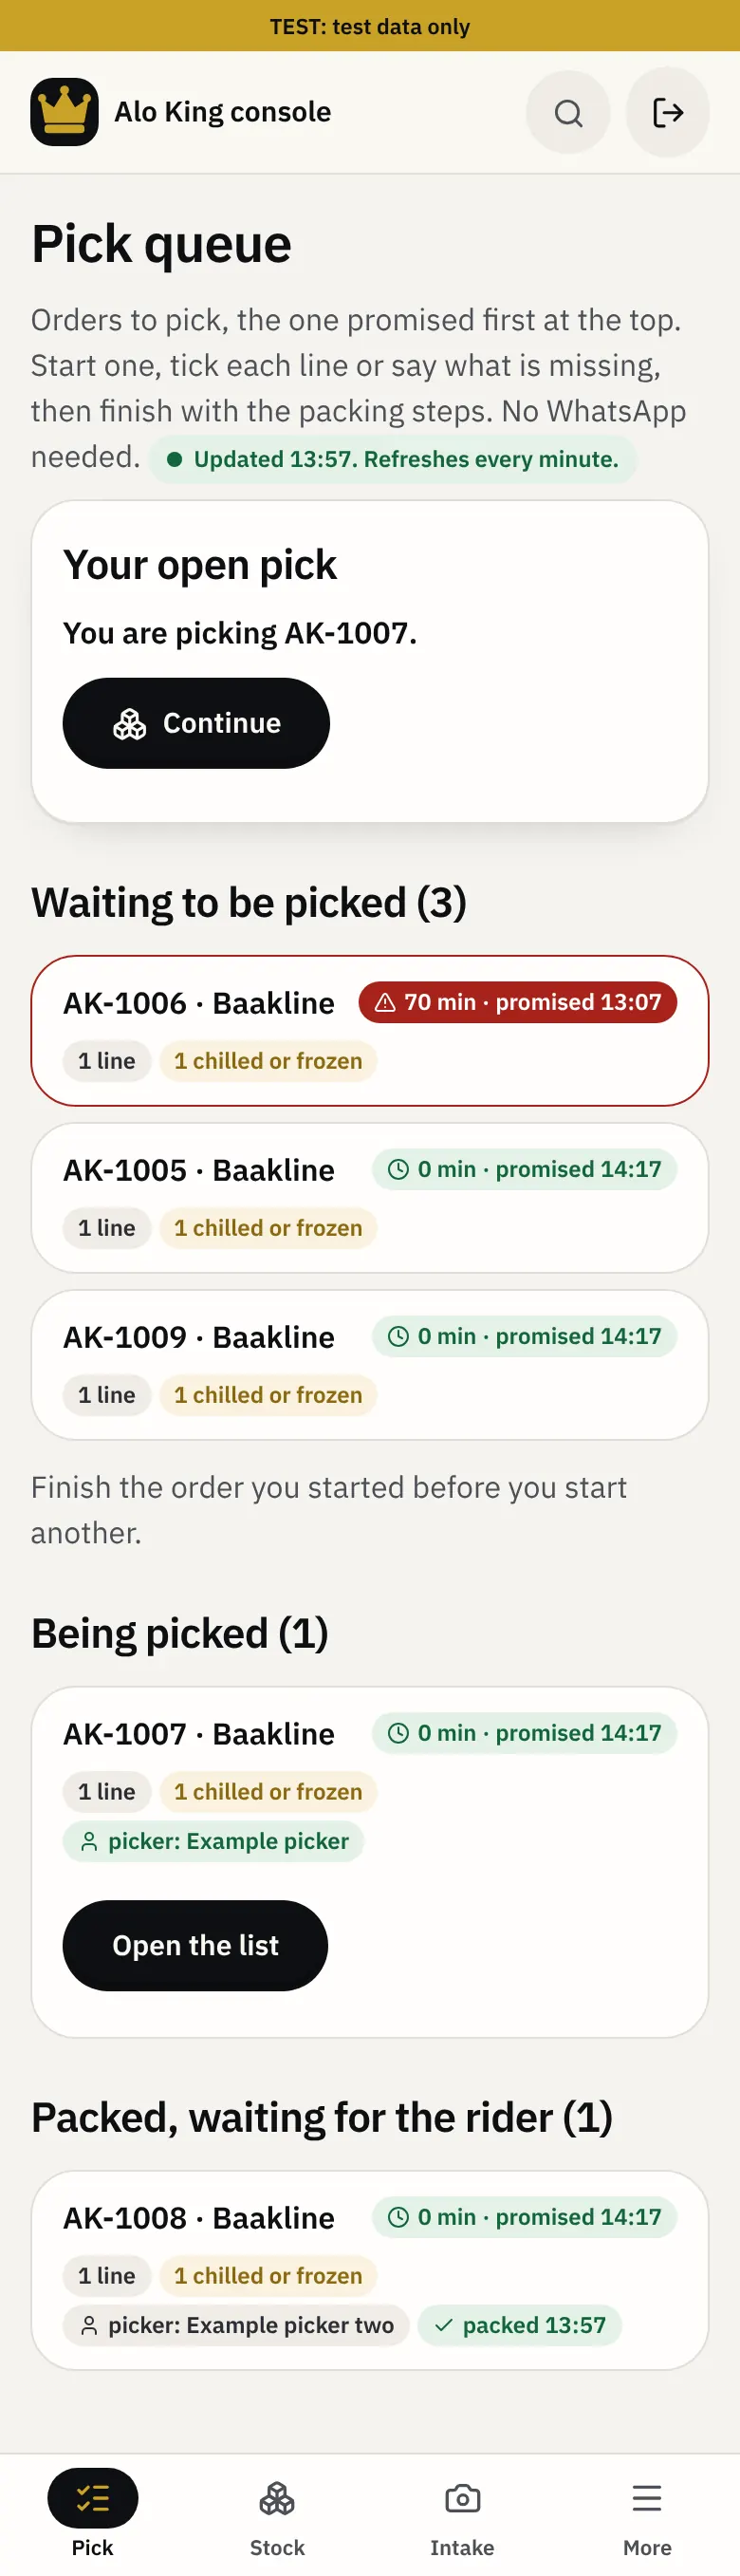 TEST: test data only
Alo King console
Pick queue
Orders to pick, the one promised first at the top.
Start one, tick each line or say what is missing,
then finish with the packing steps. No WhatsApp
needed. Updated 13:57. Refreshes every minute.
Your open pick
You are picking AK-1007.
Continue
Waiting to be picked (3)
AK-1006 · Baakline 70 min · promised 13:07
1 line 1 chilled or frozen
AK-1005 · Baakline 0 min · promised 14:17
1 line 1 chilled or frozen
AK-1009 · Baakline 0 min · promised 14:17
1 line 1 chilled or frozen
Finish the order you started before you start
another.
Being picked (1)
AK-1007 · Baakline 0 min · promised 14:17
1 line 1 chilled or frozen
picker: Example picker
Open the list
Packed, waiting for the rider (1)
AK-1008 · Baakline 0 min · promised 14:17
1 line 1 chilled or frozen
picker: Example picker two packed 13:57
Pick Stock Intake More